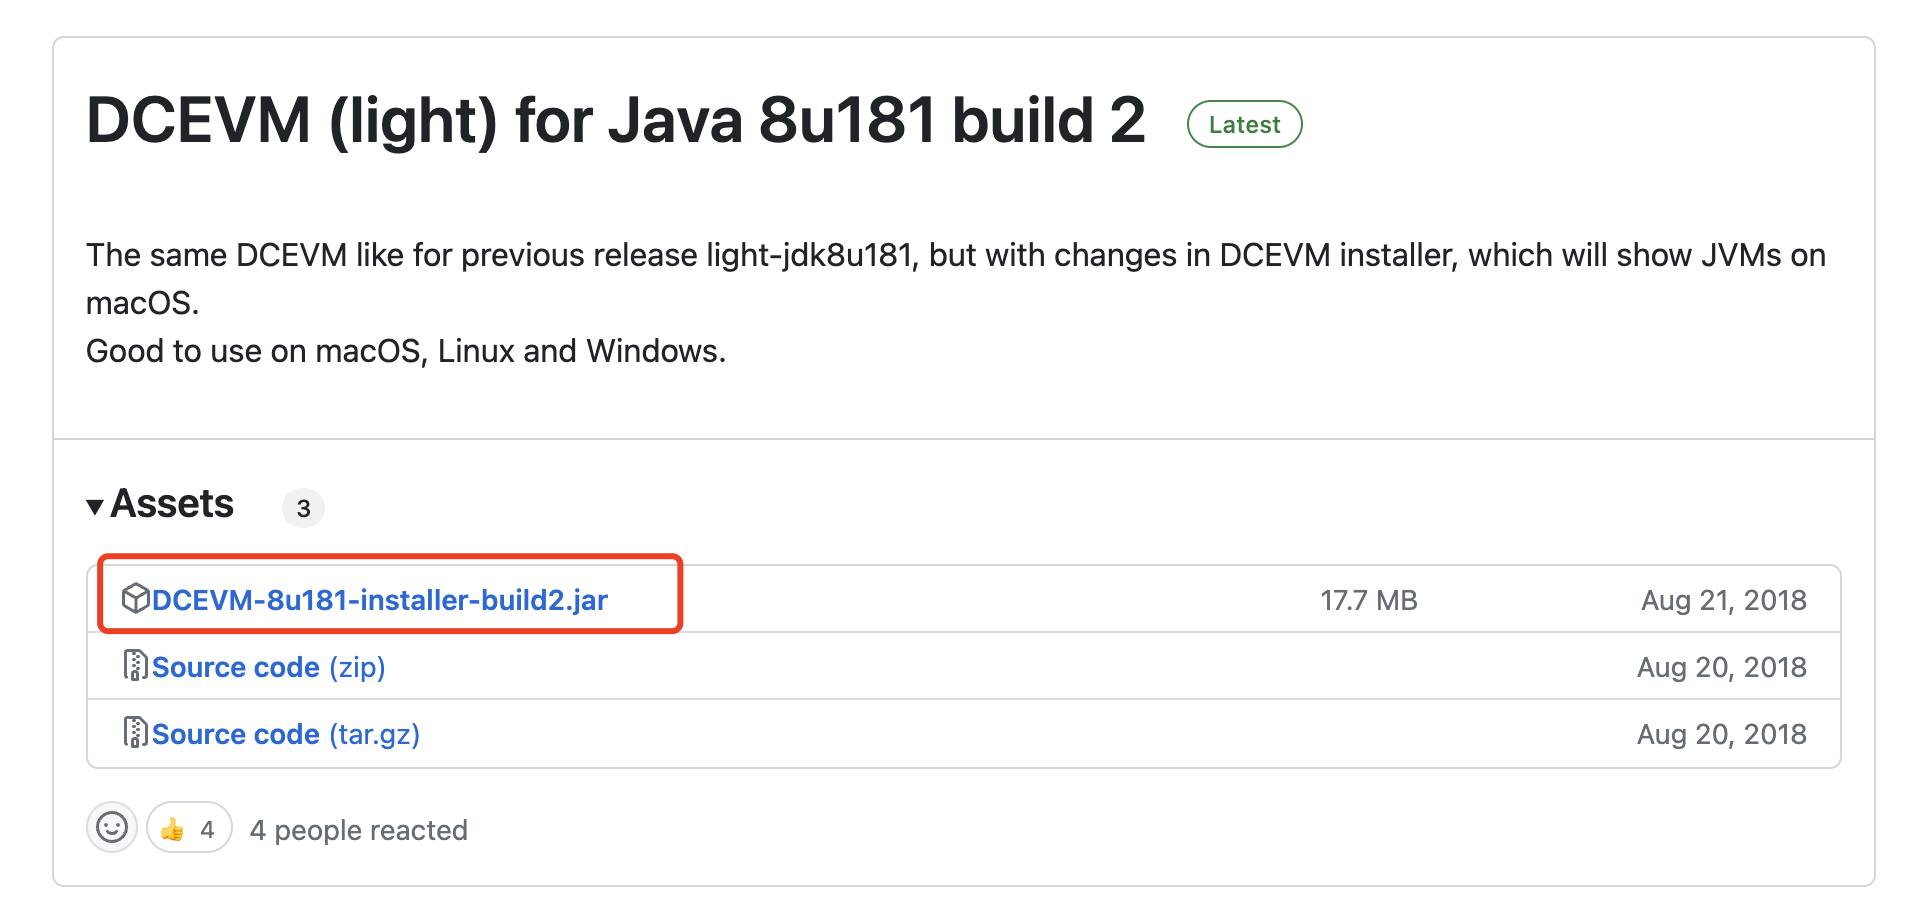 DCEVM (light) for Java 8u181 build 2 Latest
The same DCEVM like for previous release light-jdk8u181, but with changes in DCEVM installer, which will show JVMs on
macOS.
Good to use on macOS, Linux and Windows.
Assets 3
DCEVM-8u181-installer-build2.jar 17.7 MB Aug 21, 2018
Source code (zip) Aug 20, 2018
Source code (tar.gz) Aug 20, 2018
4 4 people reacted